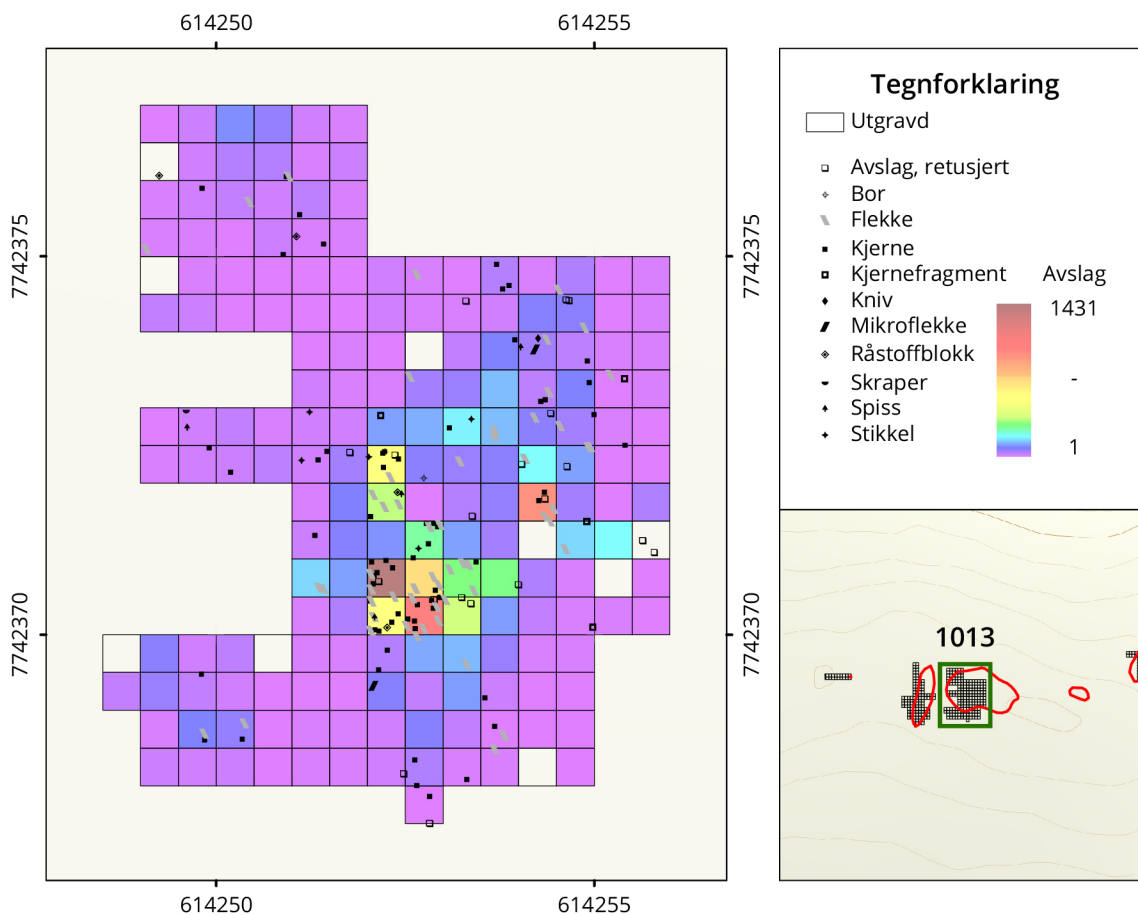 614250
614255
7742375
7742375
7742370
7742370
614250
614255
Tegnforklaring
Utgravd
Avslag, retusjert
Bor
Flekke
Kjerne
Kjernefragment
Kniv
Mikroflekke
Råstoffblokk
Skraper
Spiss
Stikkel
Avslag
1431
-
1
1013